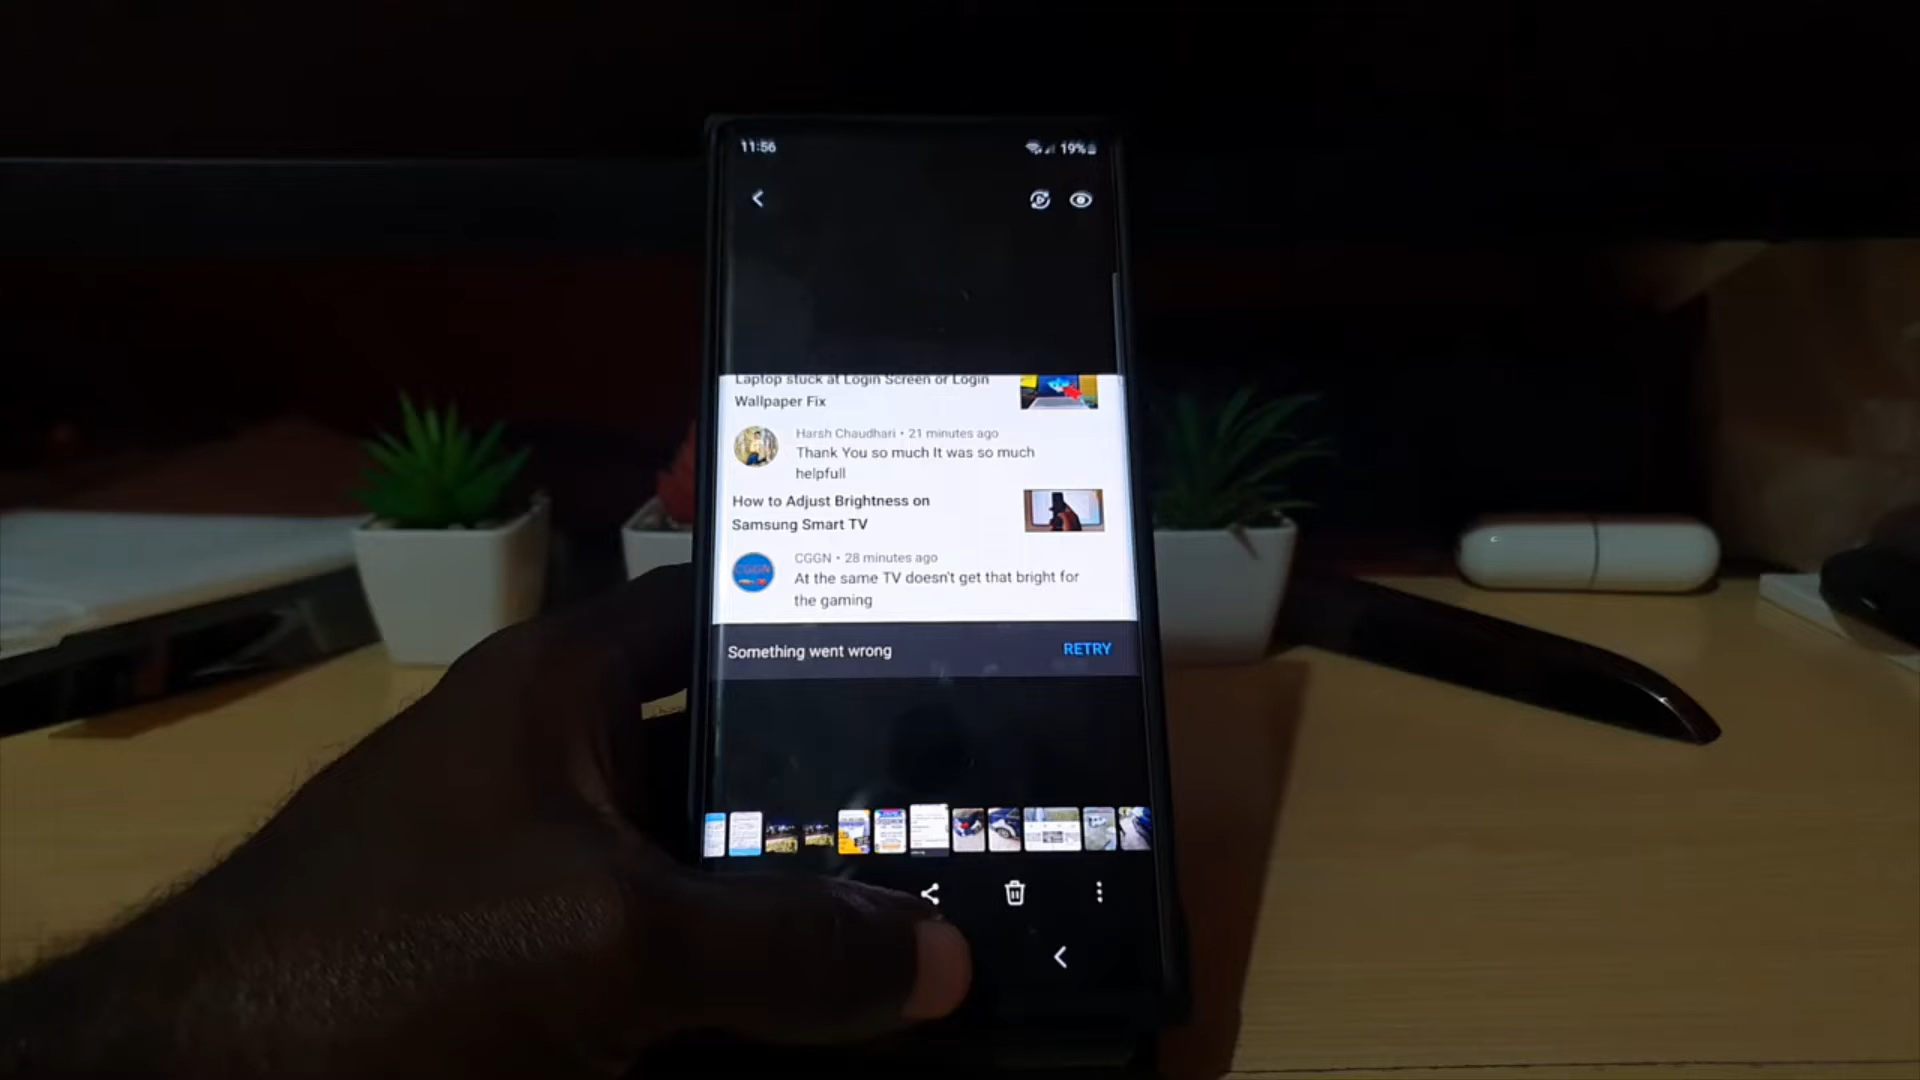 11:56
19%
Laptop stuck at Login Screen or Login
Wallpaper Fix
Harsh Chaudhari • 21 minutes ago
Thank You so much It was so much
helpfull
How to Adjust Brightness on
Samsung Smart TV
CGGN • 28 minutes ago
CGGN
At the same TV doesn't get that bright for
the gaming
Something went wrong
RETRY